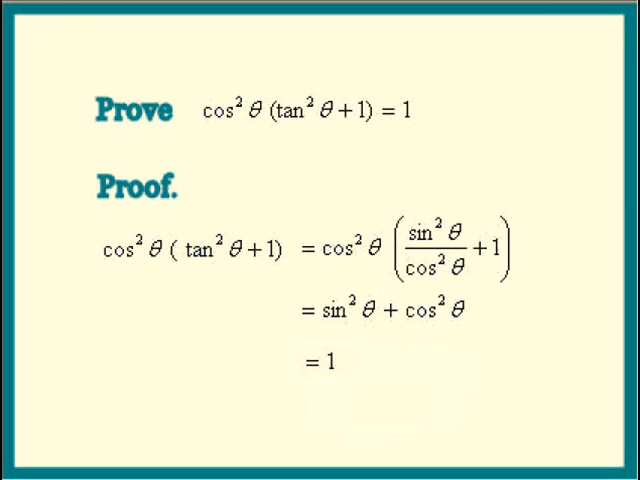 Prove cos² θ (tan² θ + 1) = 1
Proof.
cos² θ ( tan² θ + 1) = cos² θ (sin² θ / cos² θ + 1)
= sin² θ + cos² θ
= 1